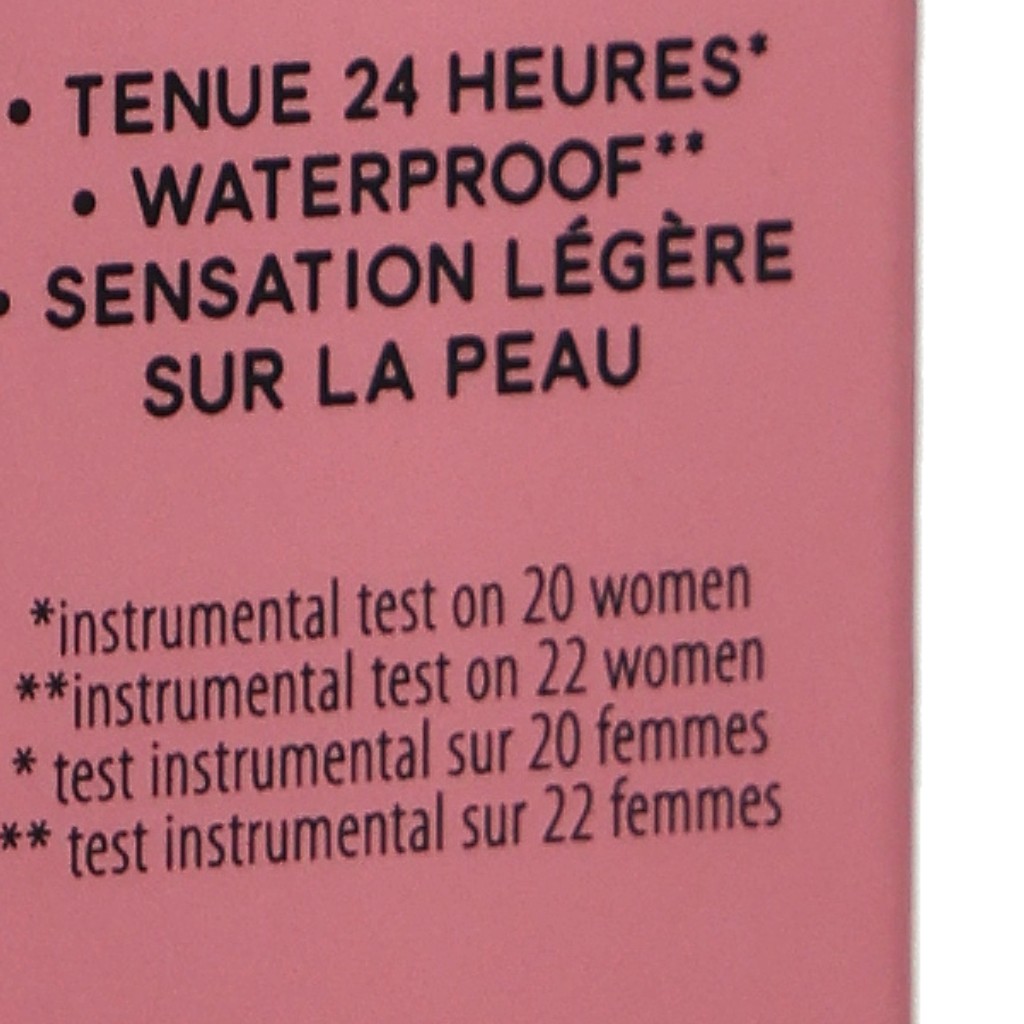 • TENUE 24 HEURES*
• WATERPROOF**
• SENSATION LÉGÈRE
SUR LA PEAU
*instrumental test on 20 women
**instrumental test on 22 women
* test instrumental sur 20 femmes
** test instrumental sur 22 femmes